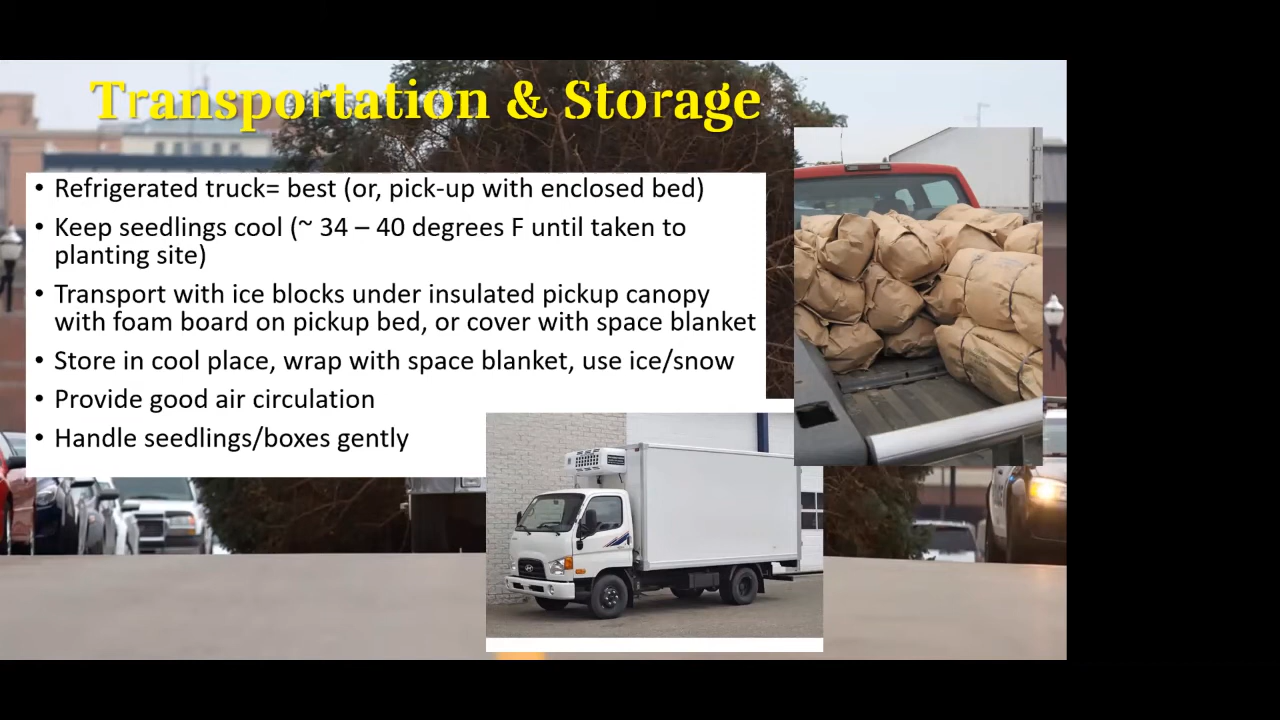 Transportation & Storage
• Refrigerated truck= best (or, pick-up with enclosed bed)
• Keep seedlings cool (~ 34 – 40 degrees F until taken to
planting site)
• Transport with ice blocks under insulated pickup canopy
with foam board on pickup bed, or cover with space blanket
• Store in cool place, wrap with space blanket, use ice/snow
• Provide good air circulation
• Handle seedlings/boxes gently